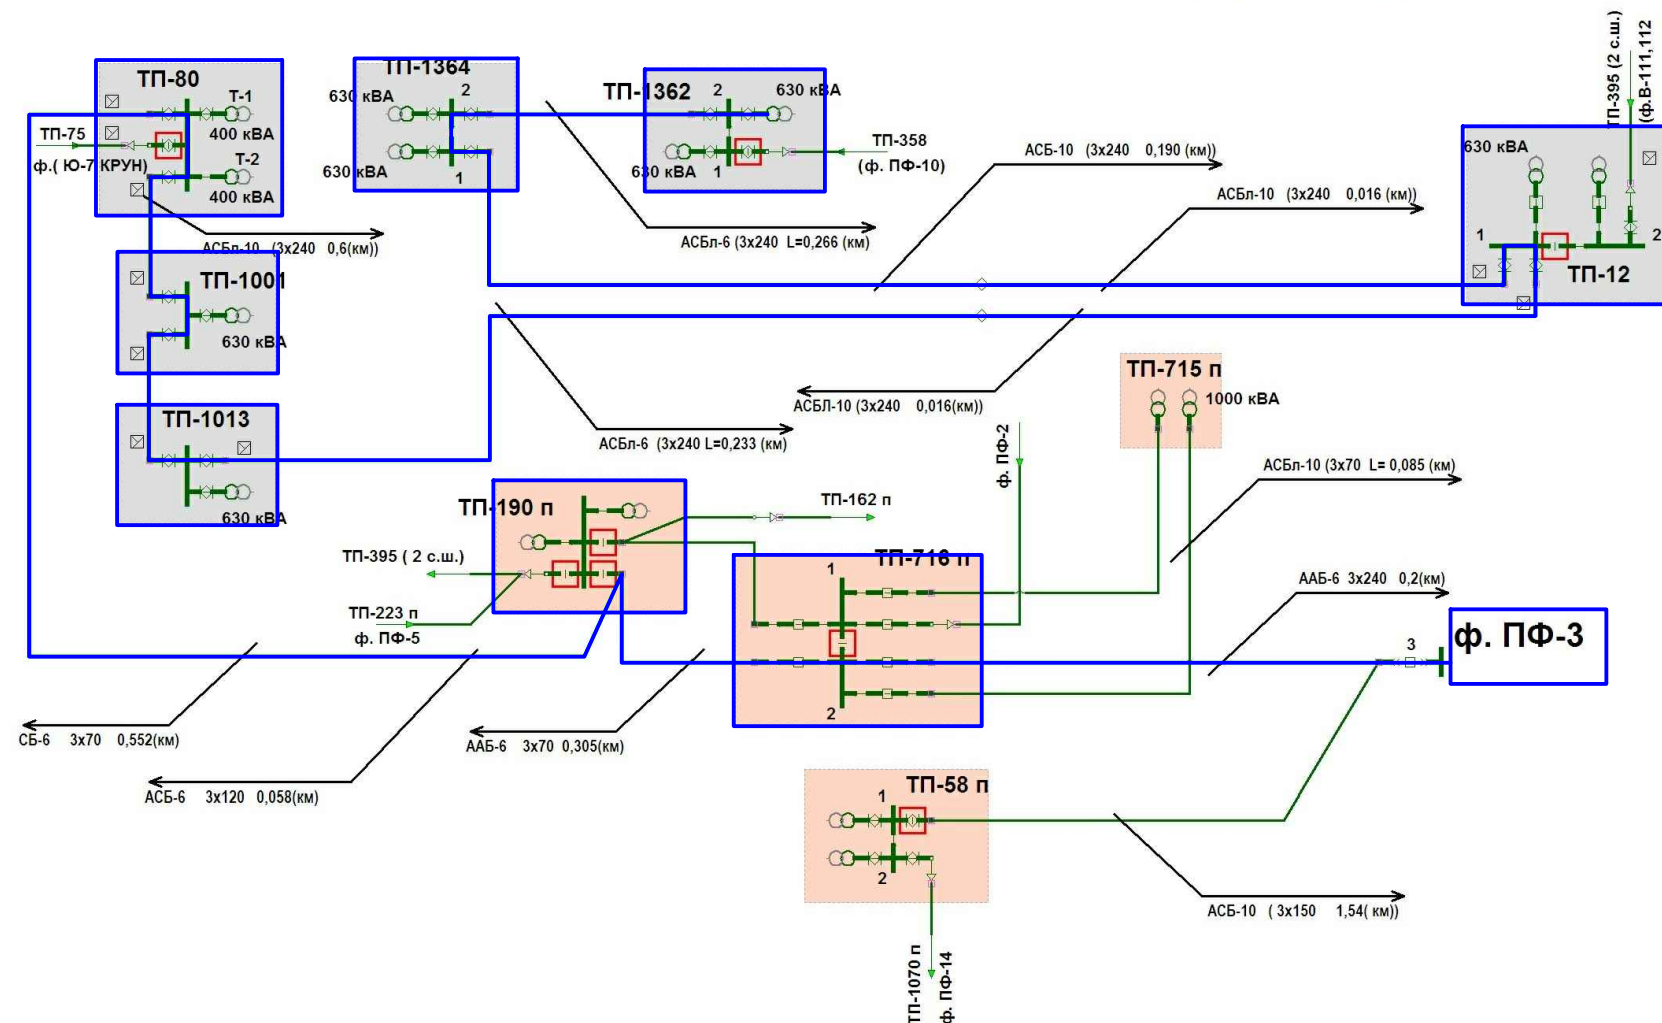 ТП-80
Т-1
400 кВА
ТП-75
ф.( Ю-7 КРУН)
Т-2
400 кВА
АСБл-10 (3х240 0,6(км))
ТП-1364
630 кВА
2
630 кВА
1
ТП-1362
2
630 кВА
630 кВА
1
ТП-358
(ф. ПФ-10)
АСБл-6 (3х240 L=0,266 (км)
АСБ-10 (3х240 0,190 (км))
АСБл-10 (3х240 0,016 (км))
ТП-395 (2 с.ш.)
(ф.В-111,112
630 кВА
1
2
ТП-12
ТП-1001
630 кВА
ТП-1013
630 кВА
АСБл-6 (3х240 L=0,233 (км)
АСБЛ-10 (3х240 0,016(км))
ТП-715 п
1000 кВА
ф. ПФ-2
АСБл-10 (3х70 L= 0,085 (км)
ТП-190 п
ТП-162 п
ТП-395 ( 2 с.ш.)
ТП-223 п
ф. ПФ-5
ТП-716 п
1
2
ААБ-6 3х240 0,2(км)
3
ф. ПФ-3
СБ-6 3х70 0,552(км)
АСБ-6 3х120 0,058(км)
ААБ-6 3х70 0,305(км)
ТП-58 п
1
2
АСБ-10 ( 3х150 1,54( км))
ТП-1070 п
ф. ПФ-14